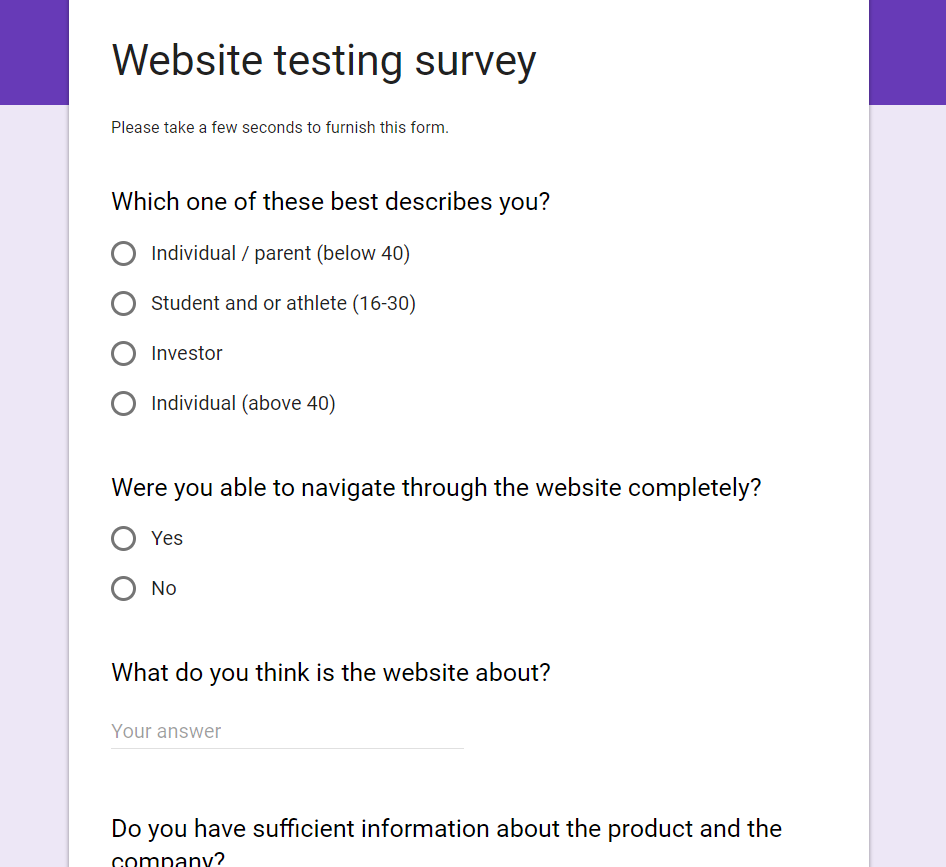 Website testing survey
Please take a few seconds to furnish this form.
Which one of these best describes you?
Individual / parent (below 40)
Student and or athlete (16-30)
Investor
Individual (above 40)
Were you able to navigate through the website completely?
Yes
No
What do you think is the website about?
Your answer
Do you have sufficient information about the product and the
company?